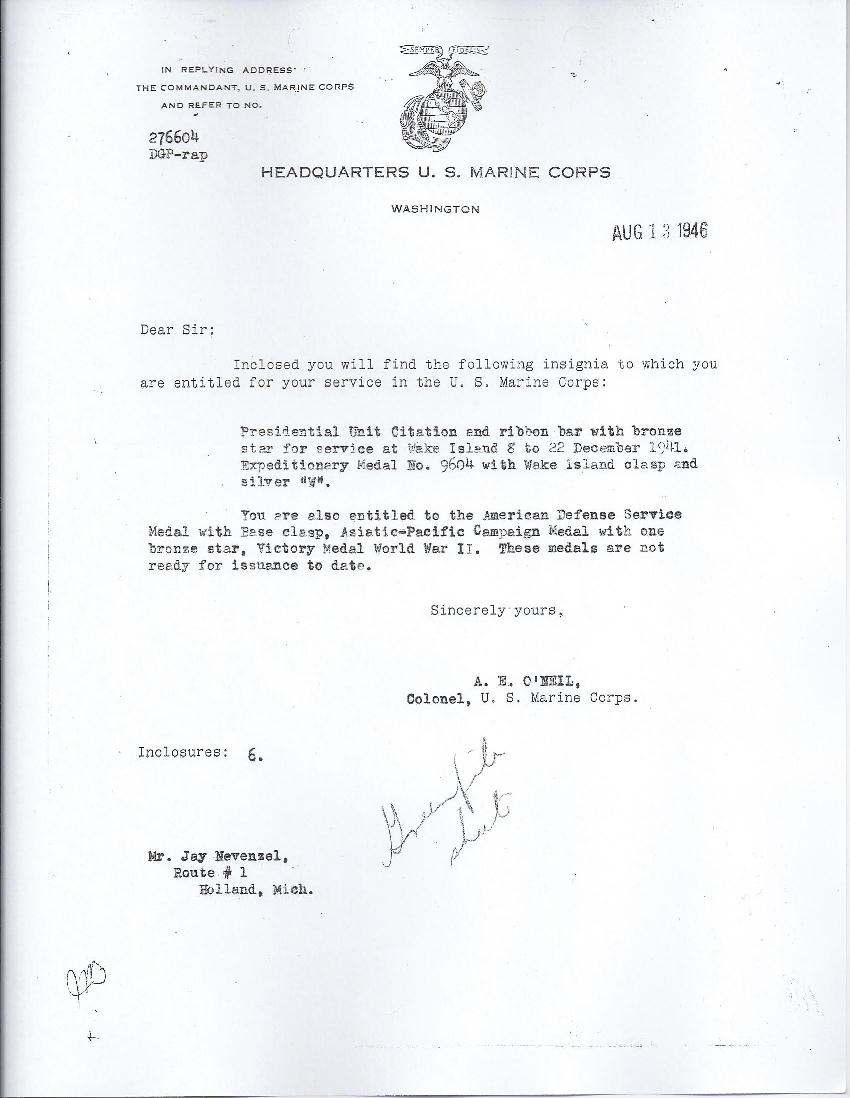 SEMPER FIDELIS
IN REPLYING ADDRESS
THE COMMANDANT, U. S. MARINE CORPS
AND REFER TO NO.
276604
DGP-rap
HEADQUARTERS U. S. MARINE CORPS
WASHINGTON
AUG 13 1946
Dear Sir:
Inclosed you will find the following insignia to which you
are entitled for your service in the U. S. Marine Corps:
Presidential Unit Citation and ribbon bar with bronze
star for service at Wake Island 8 to 22 December 1941.
Expeditionary Medal No. 9604 with Wake island clasp and
silver "W".
You are also entitled to the American Defense Service
Medal with Base clasp, Asiatic-Pacific Campaign Medal with one
bronze star, Victory Medal World War II. These medals are not
ready for issuance to date.
Sincerely yours,
A. E. O'NEIL,
Colonel, U. S. Marine Corps.
Inclosures: 6.
Mr. Jay Nevenzel,
Route # 1
Holland, Mich.